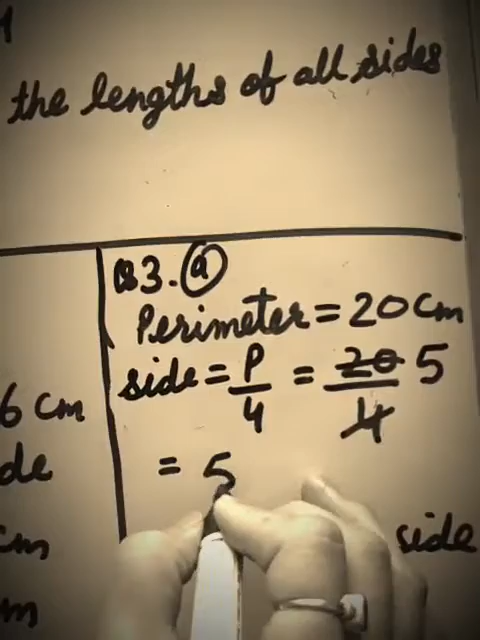 the lengths of all sides
Q3. (a)
Perimeter = 20 cm
side = P/4 = 20/4 5
= 5
6 cm
de
cm
m
side